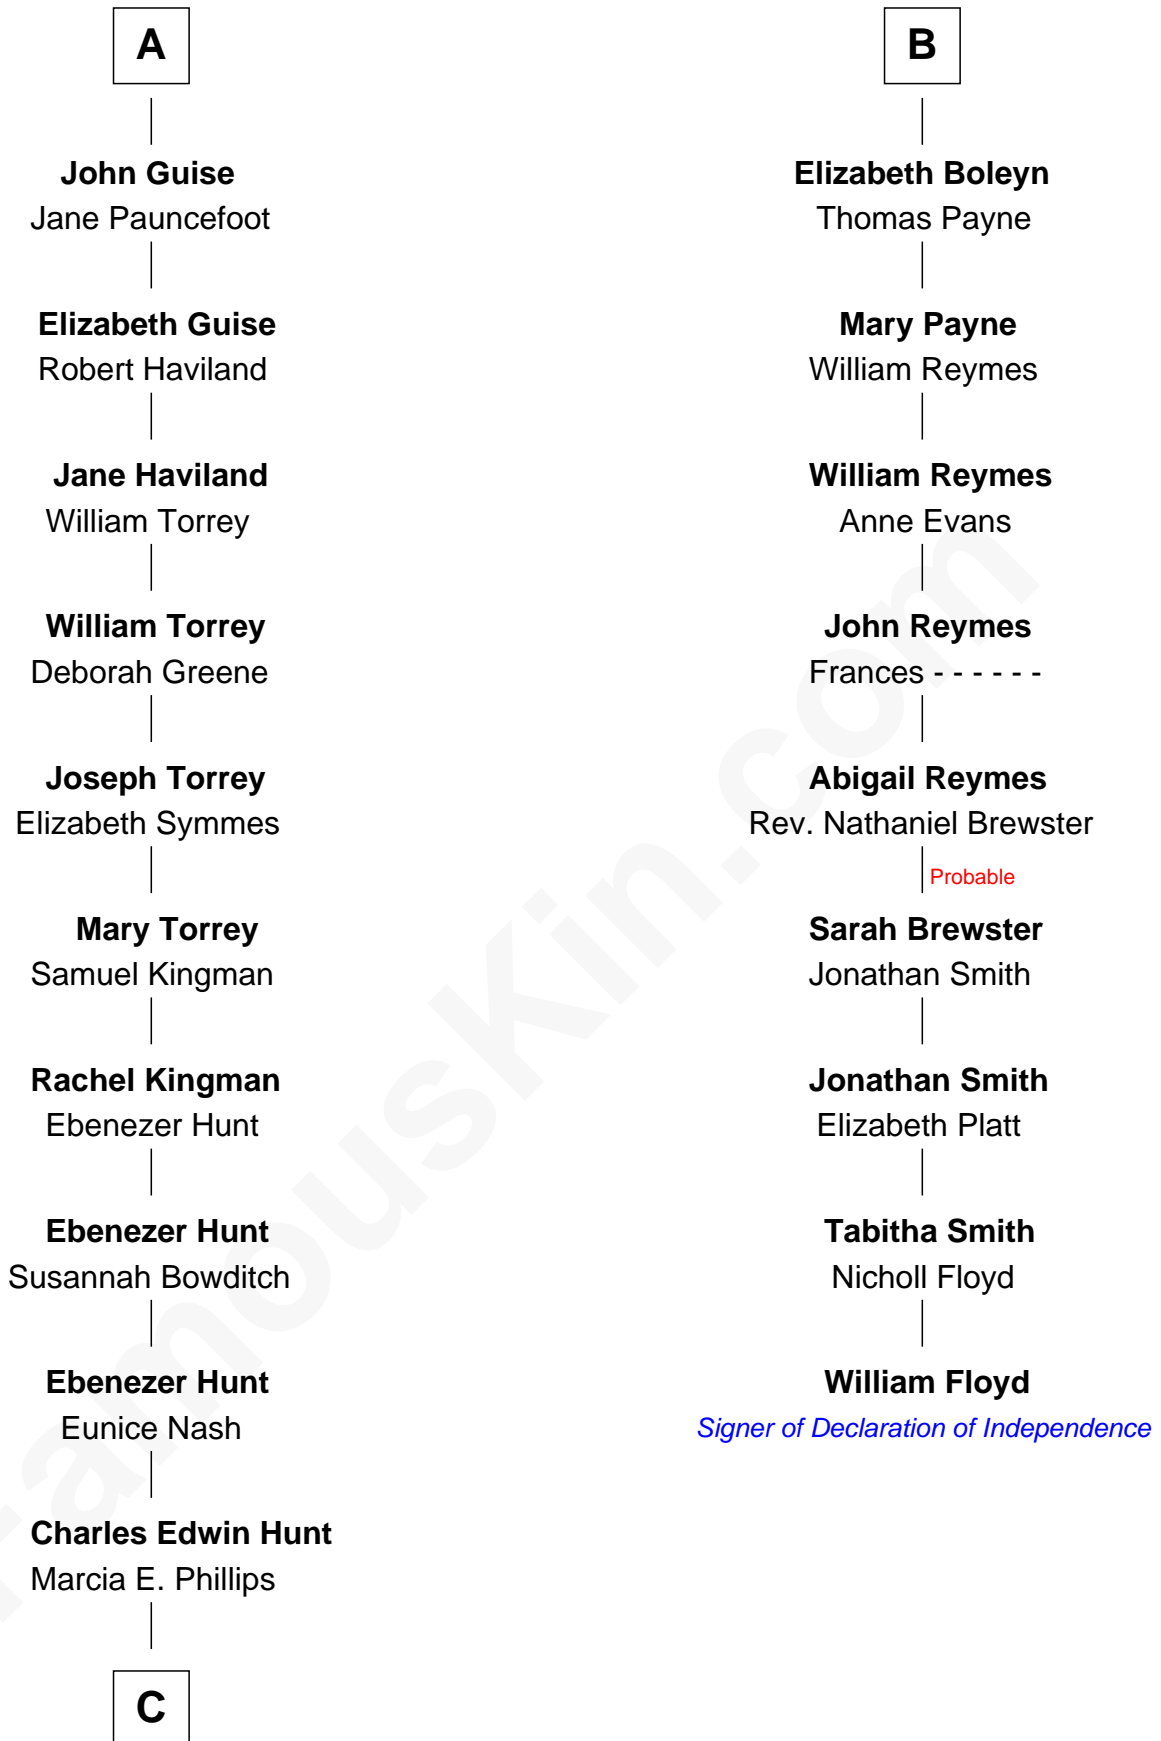 A
John Guise
Jane Pauncefoot
Elizabeth Guise
Robert Haviland
Jane Haviland
William Torrey
William Torrey
Deborah Greene
Joseph Torrey
Elizabeth Symmes
Mary Torrey
Samuel Kingman
Rachel Kingman
Ebenezer Hunt
Ebenezer Hunt
Susannah Bowditch
Ebenezer Hunt
Eunice Nash
Charles Edwin Hunt
Marcia E. Phillips
C
B
Elizabeth Boleyn
Thomas Payne
Mary Payne
William Reymes
William Reymes
Anne Evans
John Reymes
Frances - - - - - -
Abigail Reymes
Rev. Nathaniel Brewster
Probable
Sarah Brewster
Jonathan Smith
Jonathan Smith
Elizabeth Platt
Tabitha Smith
Nicholl Floyd
William Floyd
Signer of Declaration of Independence
FamousKin.com